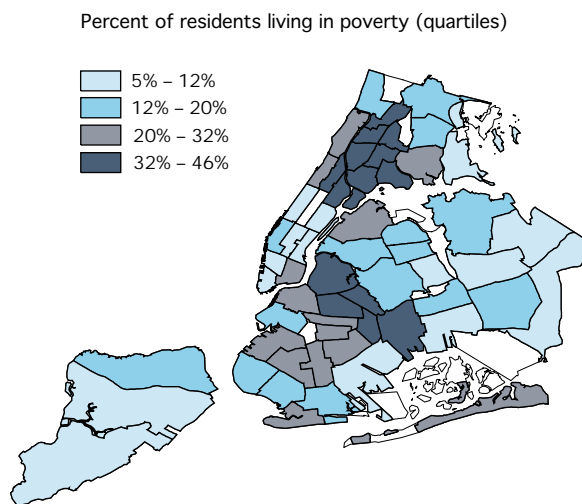 Percent of residents living in poverty (quartiles)
5% – 12%
12% – 20%
20% – 32%
32% – 46%